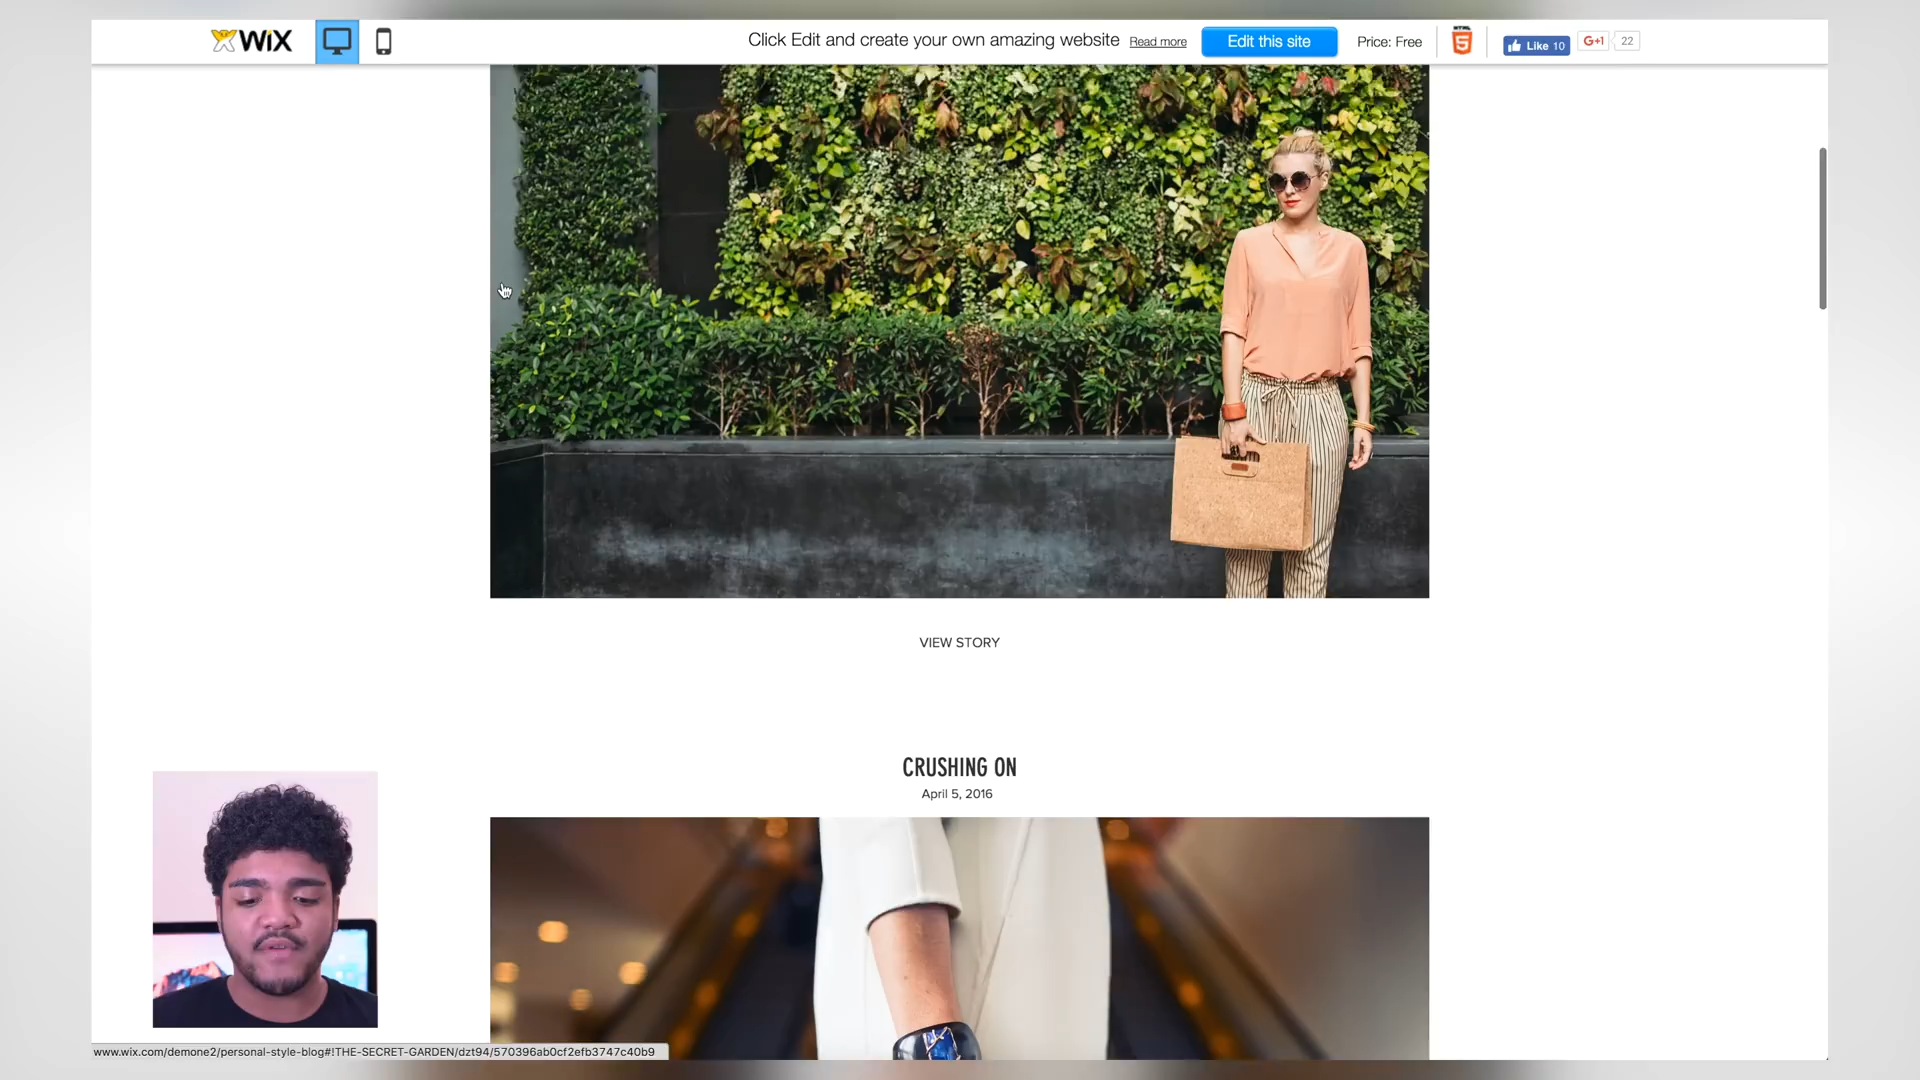 WiX
Click Edit and create your own amazing website Read more Edit this site Price: Free HTML 5 Like 10 G+1 22
VIEW STORY
CRUSHING ON
April 5, 2016
www.wix.com/demone2/personal-style-blog#!THE-SECRET-GARDEN/dzt94/570396ab0cf2efb3747c40b9